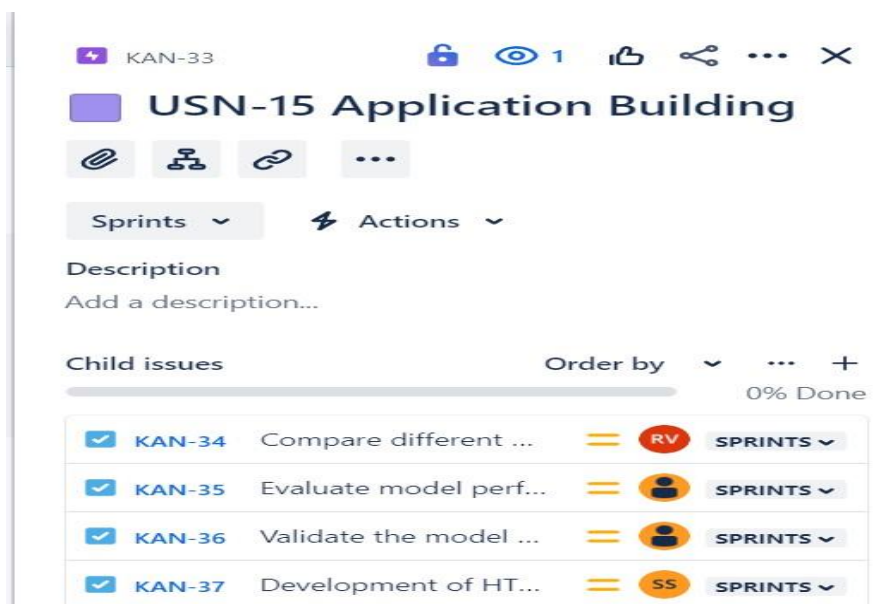 KAN-33 1
USN-15 Application Building
Sprints Actions
Description
Add a description...
Child issues Order by
0% Done
KAN-34 Compare different ... RV SPRINTS
KAN-35 Evaluate model perf... SPRINTS
KAN-36 Validate the model ... SPRINTS
KAN-37 Development of HT... SS SPRINTS